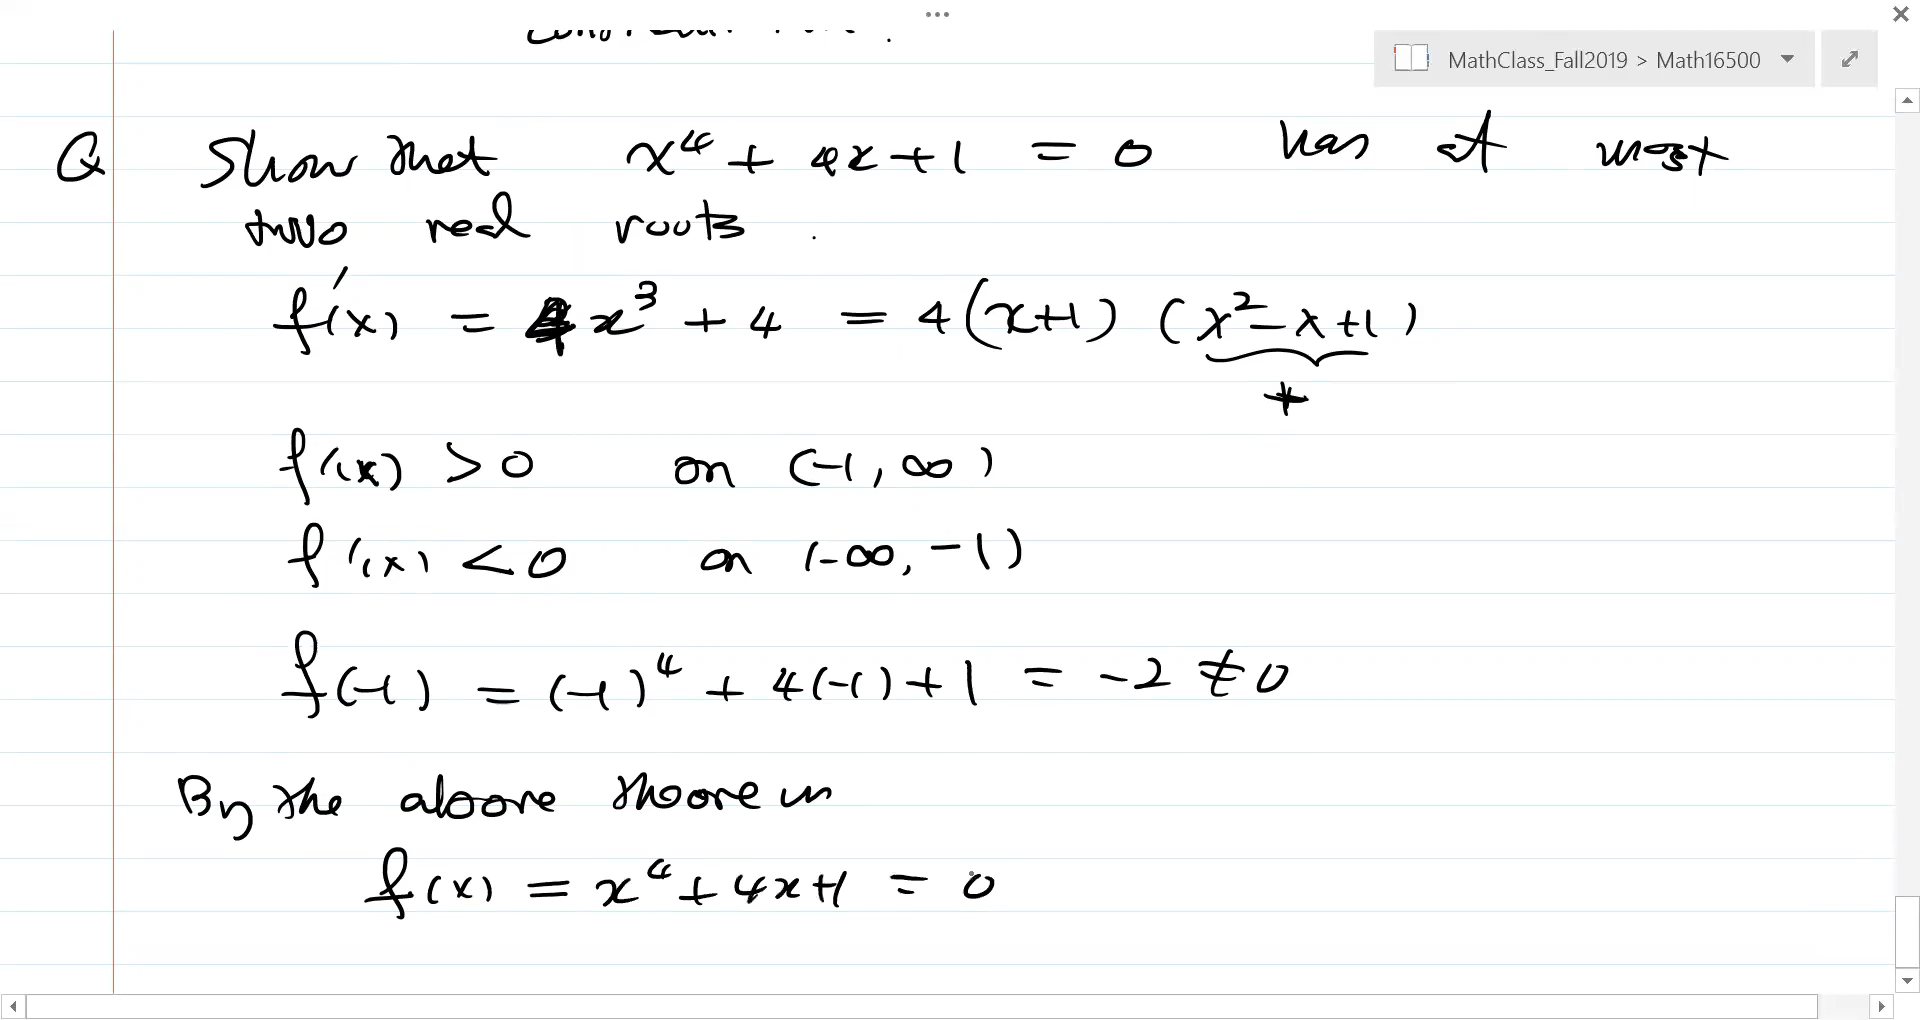 MathClass_Fall2019 > Math16500
Q Show that x⁴ + 4x + 1 = 0 has at most
two real roots.
f'(x) = 4x³ + 4 = 4(x+1) (x²-x+1)
+
f'(x) > 0 on (-1, ∞)
f'(x) < 0 on (-∞, -1)
f(-1) = (-1)⁴ + 4(-1) + 1 = -2 ≠ 0
By the above theorem
f(x) = x⁴ + 4x + 1 = 0